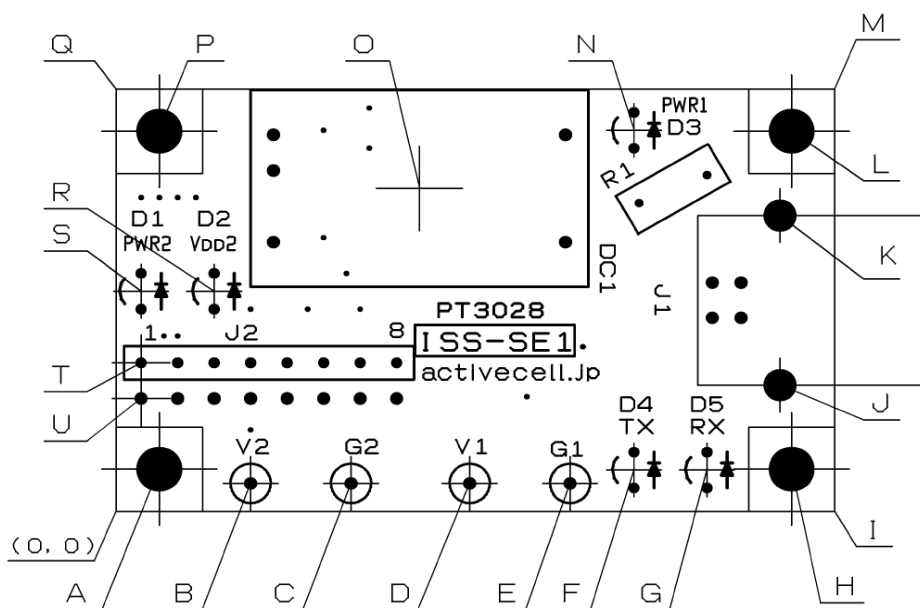 Q P O N M
PWR1
D3
R1
L
R
D1 D2
S PWR2 VDD2
K
DC1
J1
PT3028
1 J2 8 ISS-SE1
T activecell.jp
U J
D4 D5
TX RX
V2 G2 V1 G1
(0, 0) I
A B C D E F G H